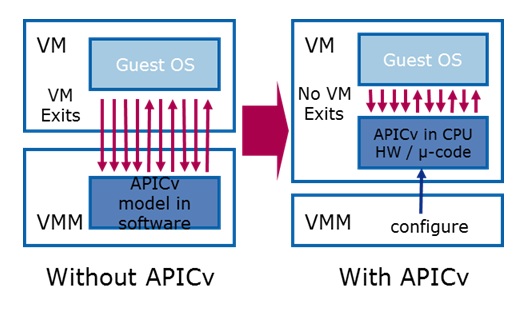 VM
Guest OS
VM
Exits
APICv
model in
software
VMM
Without APICv
VM
Guest OS
No VM
Exits
APICv in CPU
HW / μ-code
VMM
configure
With APICv